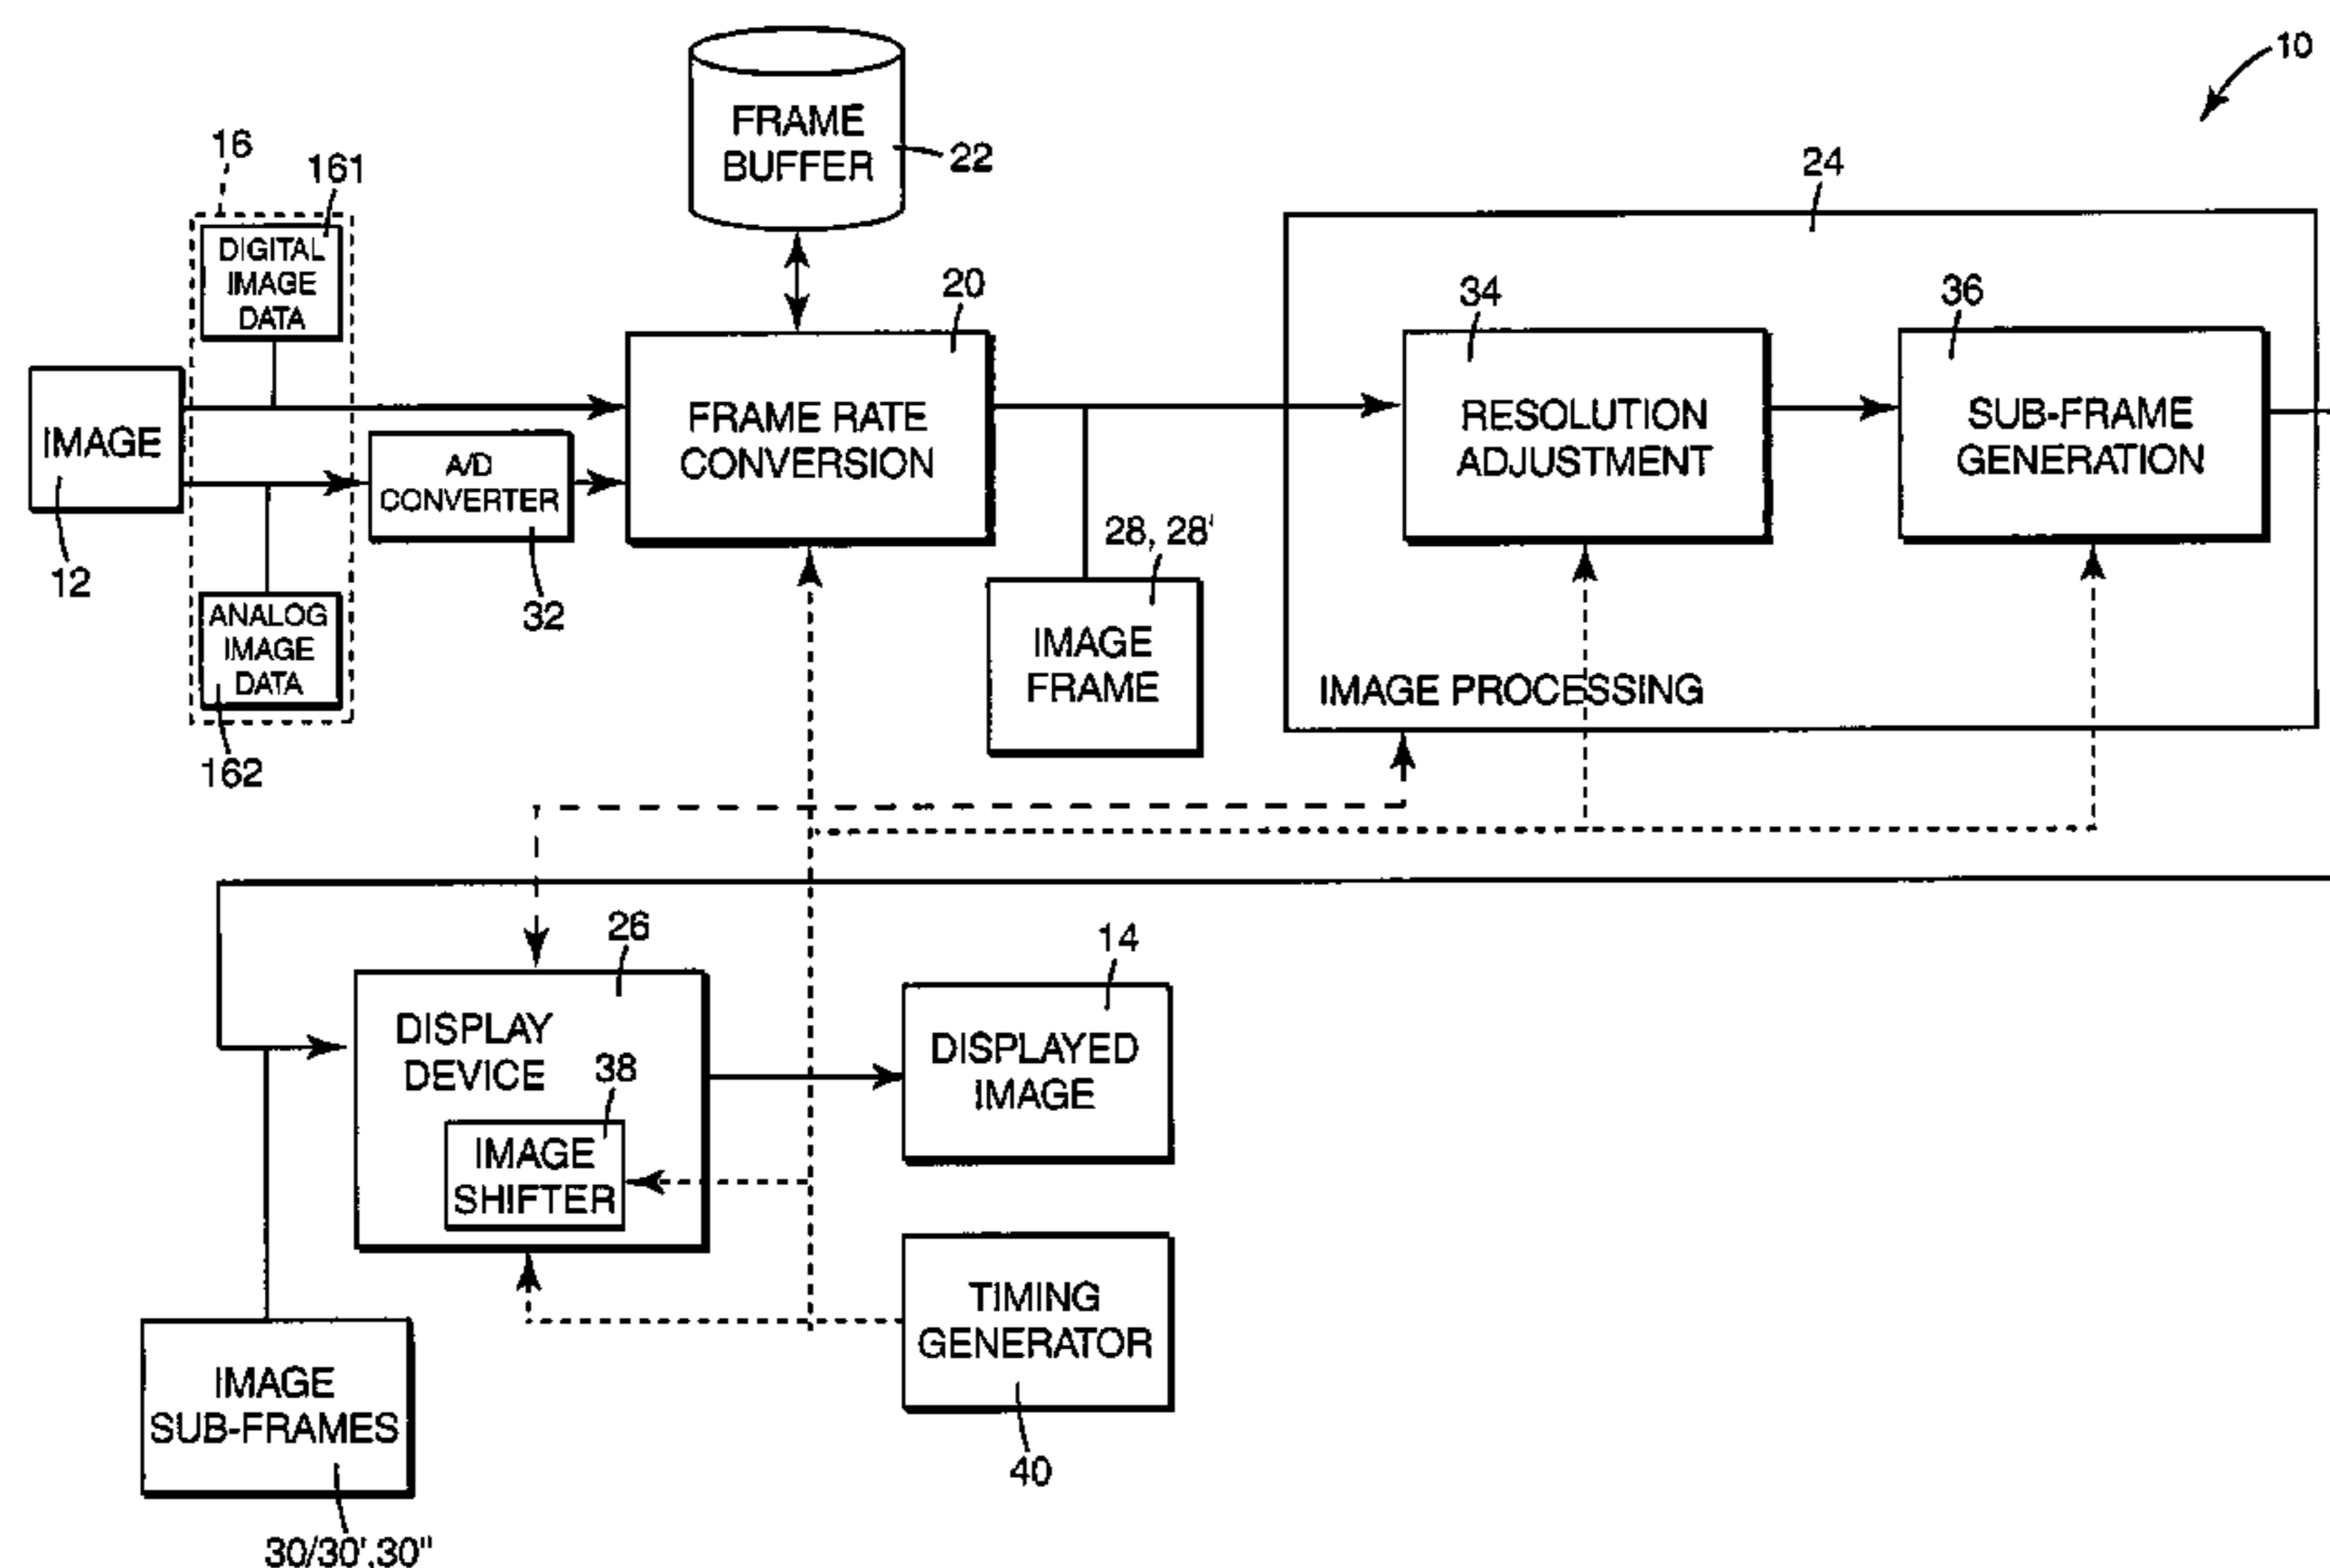 10
FRAME
BUFFER
22
16
161
24
DIGITAL
IMAGE
DATA
20
34
36
IMAGE
12
FRAME RATE
CONVERSION
RESOLUTION
ADJUSTMENT
SUB-FRAME
GENERATION
A/D
CONVERTER
32
28, 28'
ANALOG
IMAGE
DATA
162
IMAGE
FRAME
IMAGE PROCESSING
26
14
DISPLAY
DEVICE
38
IMAGE
SHIFTER
DISPLAYED
IMAGE
TIMING
GENERATOR
40
IMAGE
SUB-FRAMES
30/30',30"